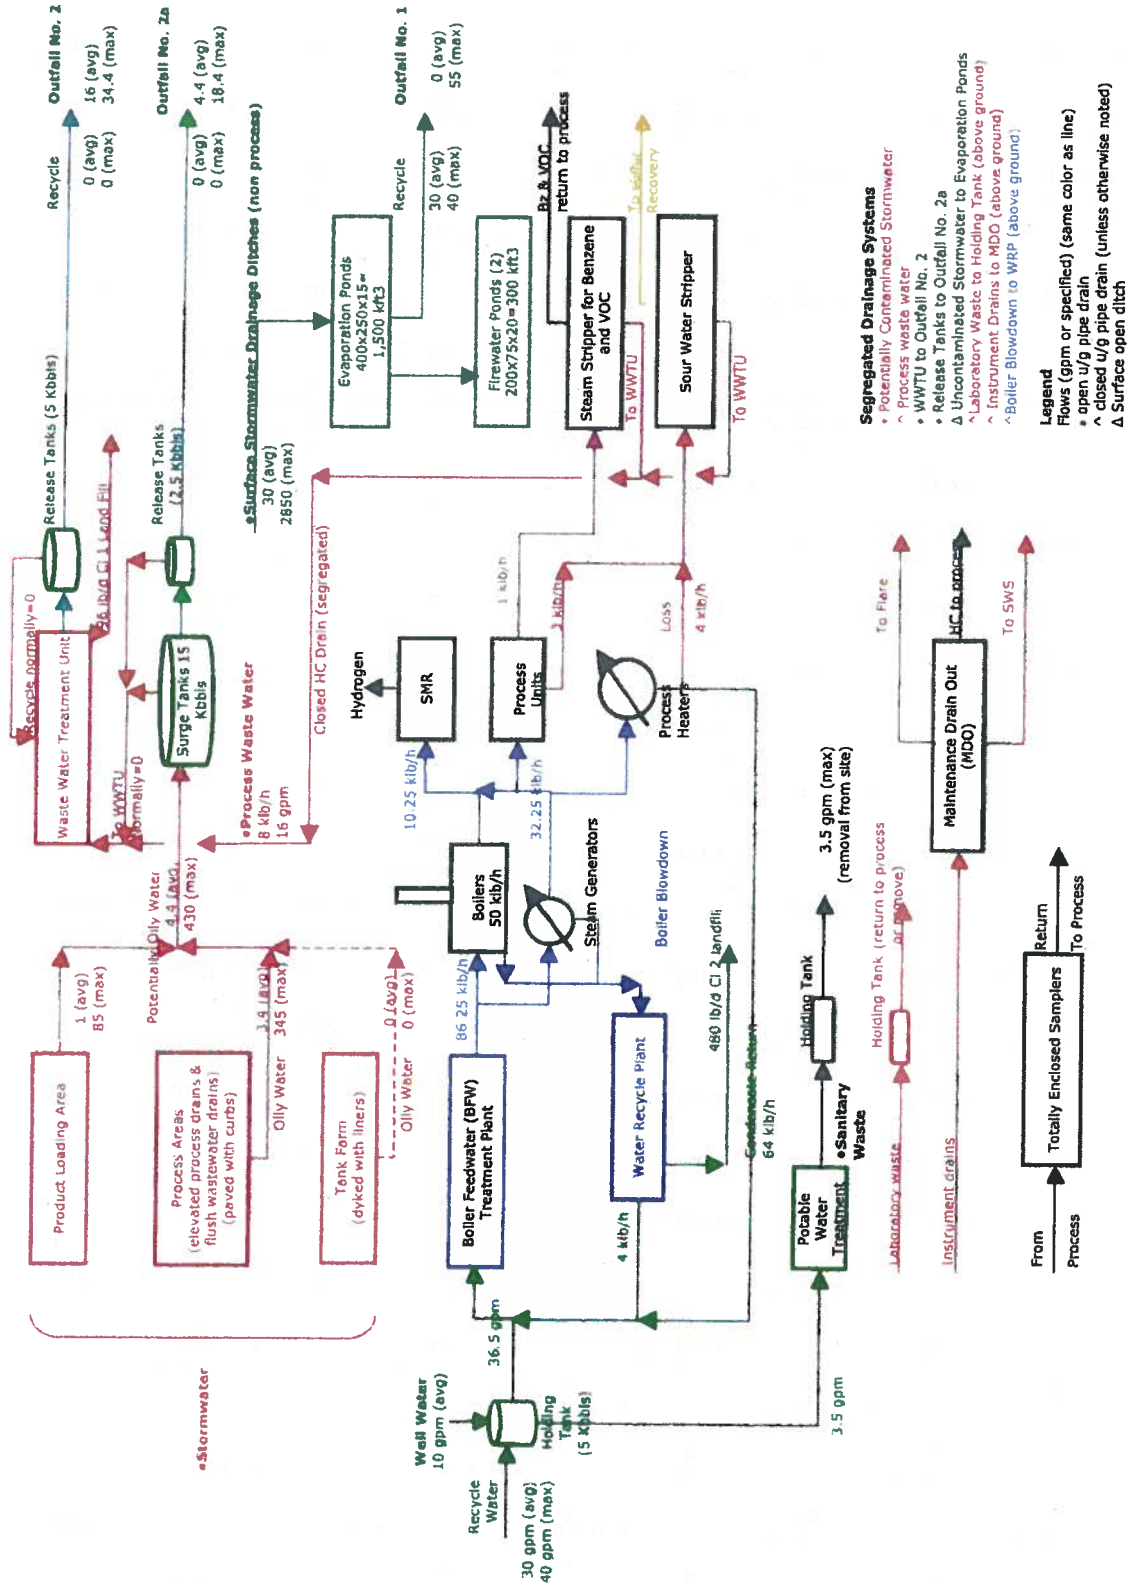 •Stormwater
Product Loading Area
1 (avg)
85 (max)
Process Areas
(elevated process drains &
flush wastewater drains)
(paved with curbs)
Oily Water
3.4 (avg)
345 (max)
Tank Farm
(dyked with liners)
Oily Water
0 (avg)
0 (max)
Potentially Oily Water
4.4 (avg)
430 (max)
Waste Water Treatment Unit
Recycle normally=0
96 lb/d Cl 1 Land Fill
To WWTU
Normally=0
Surge Tanks 15
Kbbls
Release Tanks (5 Kbbls)
Release Tanks
(2.5 Kbbls)
Recycle
0 (avg)
0 (max)
Outfall No. 2
16 (avg)
34.4 (max)
0 (avg)
0 (max)
Outfall No. 2a
4.4 (avg)
18.4 (max)
•Process Waste Water
8 klb/h
16 gpm
Closed HC Drain (segregated)
•Surface Stormwater Drainage Ditches (non process)
30 (avg)
2850 (max)
Evaporation Ponds
400x250x15=
1,500 kft3
Firewater Ponds (2)
200x75x20=300 kft3
Recycle
30 (avg)
40 (max)
Outfall No. 1
0 (avg)
55 (max)
Recycle
Water
30 gpm (avg)
40 gpm (max)
Well Water
10 gpm (avg)
Holding
Tank
(5 Kbbls)
36.5 gpm
Boiler Feedwater (BFW)
Treatment Plant
86 25 klb/h
Boilers
50 klb/h
Steam Generators
Boiler Blowdown
10.25 klb/h
32.25 klb/h
SMR
Hydrogen
Process
Units
Process
Heaters
1 klb/h
3 klb/h
Loss
4 klb/h
Steam Stripper for Benzene
and VOC
Bz & VOC
return to process
To WWTU
Recovery
Sour Water Stripper
To WWTU
Water Recycle Plant
4 klb/h
480 lb/d Cl 2 landfill
Condensate Return
64 klb/h
3.5 gpm
Potable
Water
Treatment
•Sanitary
Waste
Holding Tank
3.5 gpm (max)
(removal from site)
Laboratory waste
Holding Tank (return to process
or remove)
Instrument drains
Maintenance Drain Out
(MDO)
To Flare
HC to process
To SWS
From
Process
Totally Enclosed Samplers
Return
To Process
Segregated Drainage Systems
• Potentially Contaminated Stormwater
^ Process waste water
• WWTU to Outfall No. 2
• Release Tanks to Outfall No. 2a
Δ Uncontaminated Stormwater to Evaporation Ponds
^ Laboratory Waste to Holding Tank (above ground)
^ Instrument Drains to MDO (above ground)
^ Boiler Blowdown to WRP (above ground)
Legend
Flows (gpm or specified) (same color as line)
• open u/g pipe drain
^ closed u/g pipe drain (unless otherwise noted)
Δ Surface open ditch